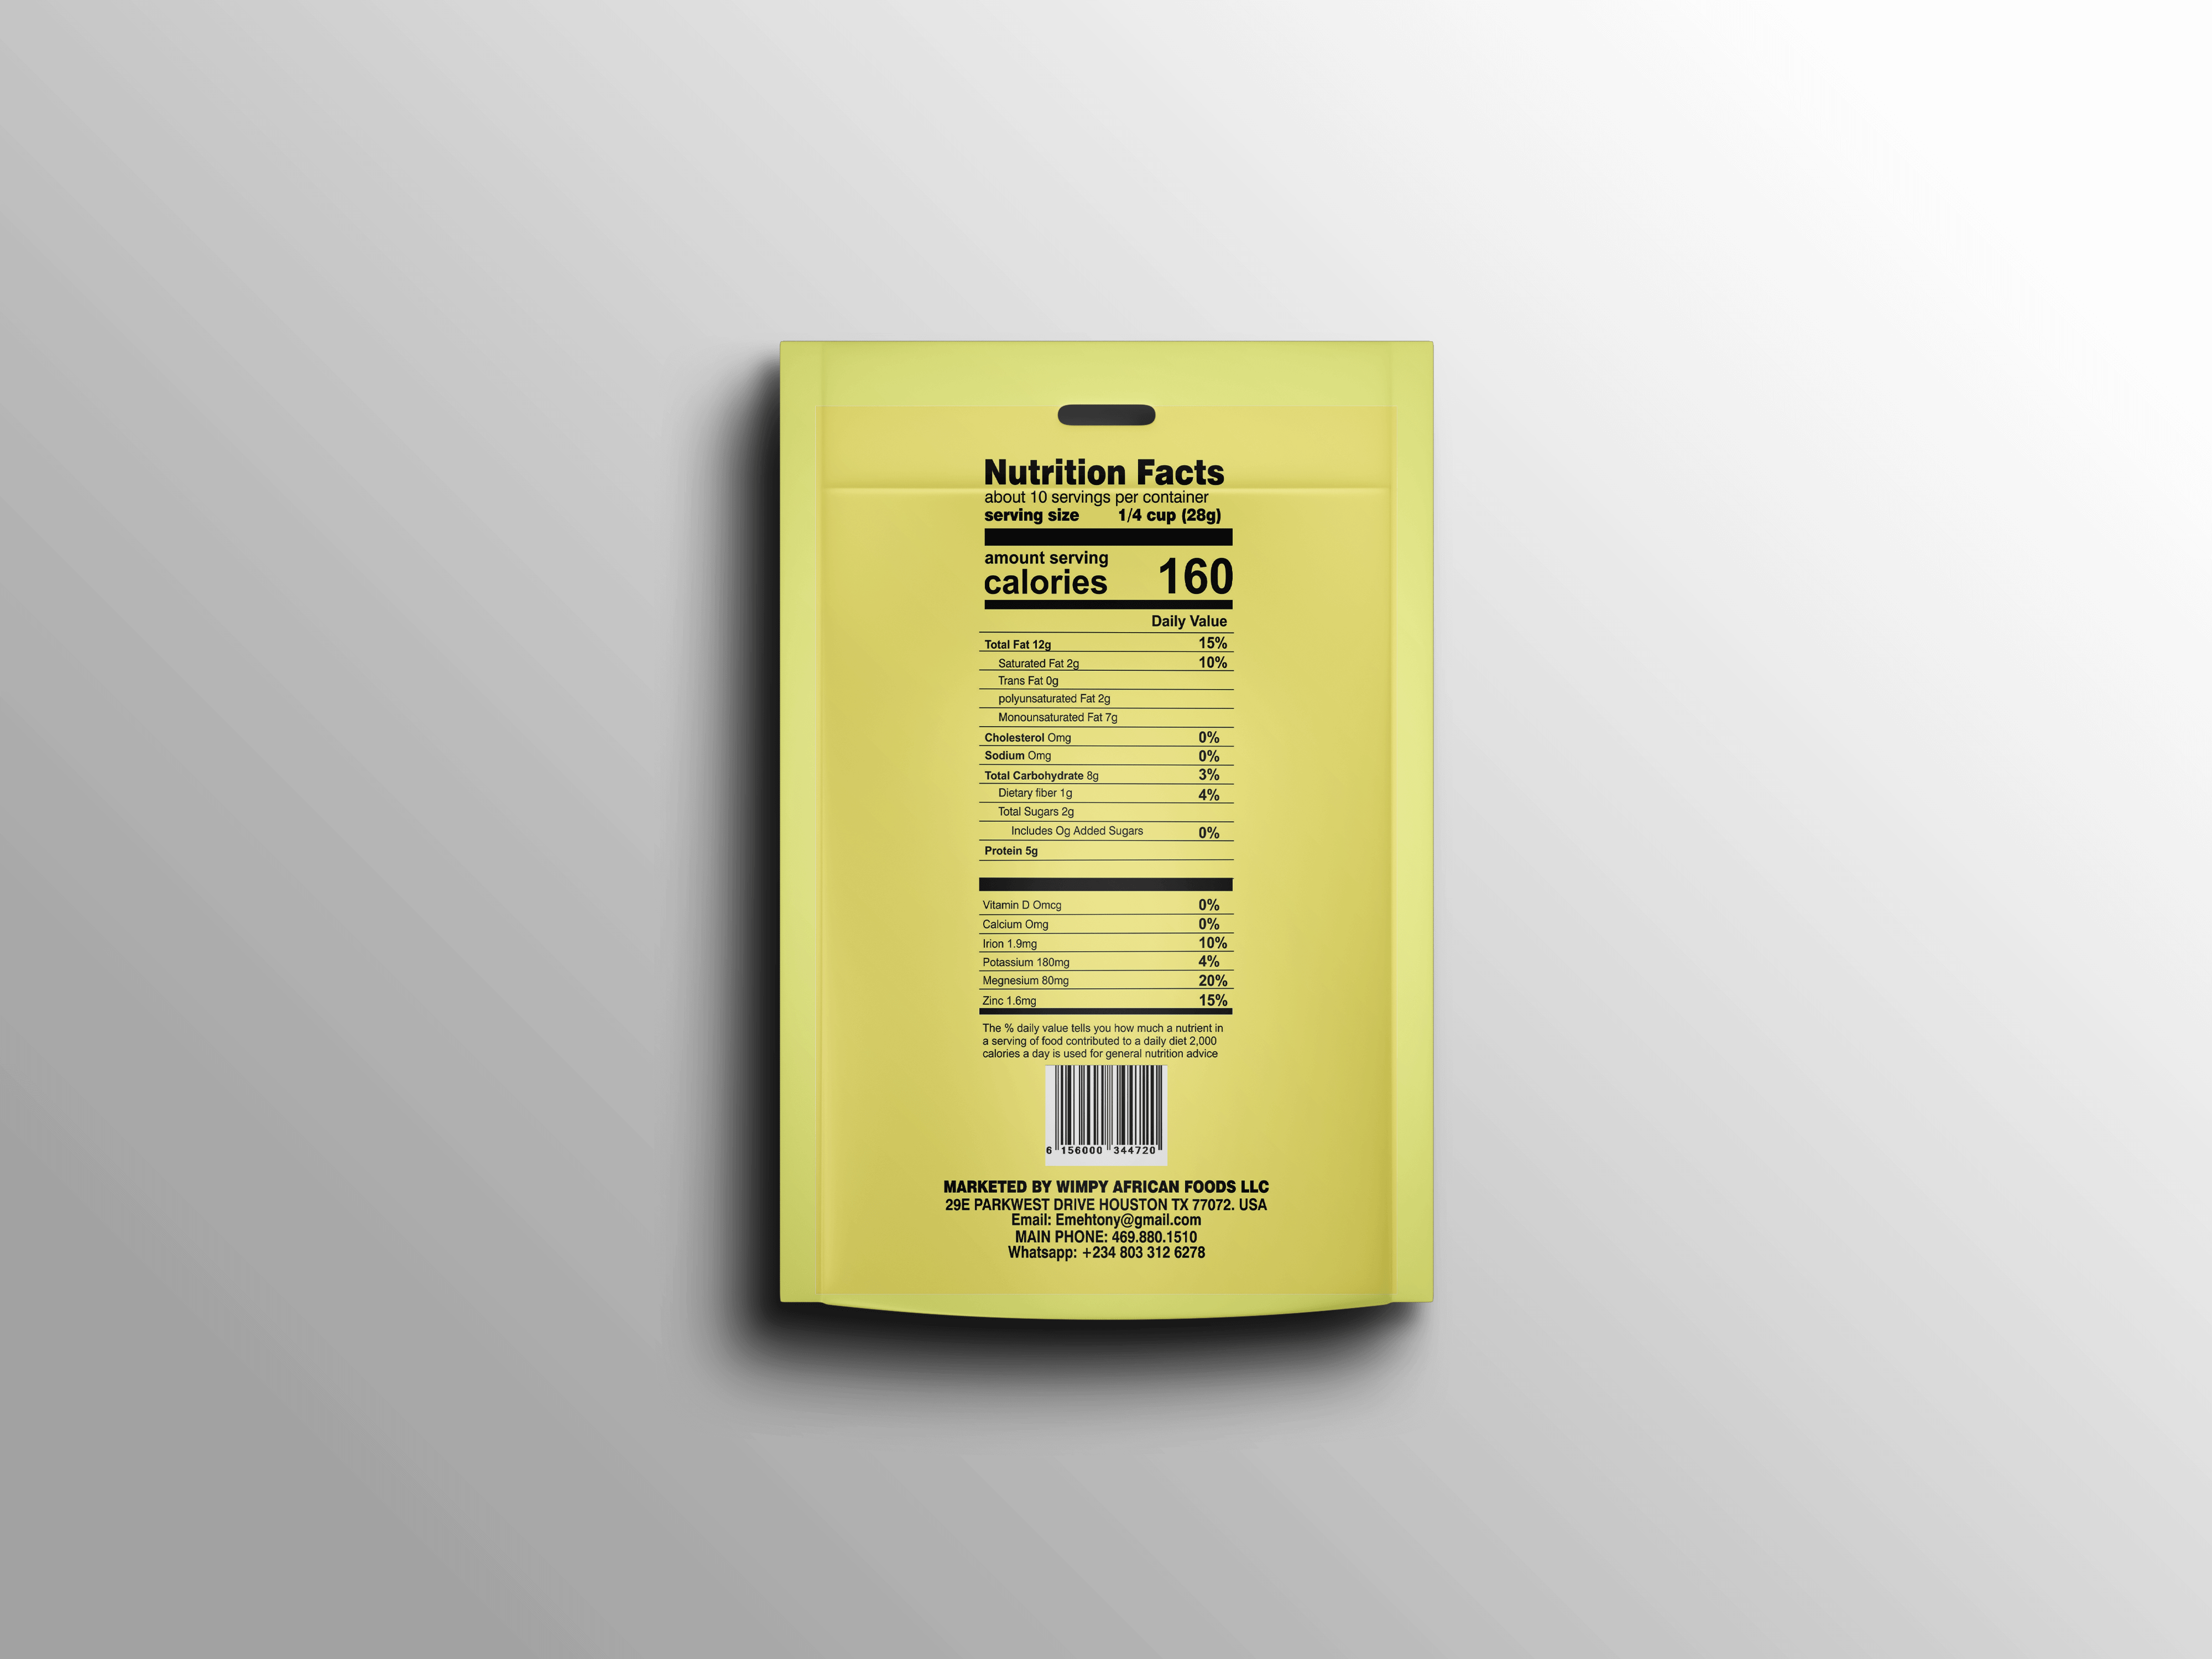 Nutrition Facts
about 10 servings per container
serving size 1/4 cup (28g)
amount serving
calories 160
Daily Value
Total Fat 12g 15%
Saturated Fat 2g 10%
Trans Fat 0g
polyunsaturated Fat 2g
Monounsaturated Fat 7g
Cholesterol Omg 0%
Sodium Omg 0%
Total Carbohydrate 8g 3%
Dietary fiber 1g 4%
Total Sugars 2g
Includes Og Added Sugars 0%
Protein 5g
Vitamin D Omcg 0%
Calcium Omg 0%
Irion 1.9mg 10%
Potassium 180mg 4%
Megnesium 80mg 20%
Zinc 1.6mg 15%
The % daily value tells you how much a nutrient in
a serving of food contributed to a daily diet 2,000
calories a day is used for general nutrition advice
6 156000 344720
MARKETED BY WIMPY AFRICAN FOODS LLC
29E PARKWEST DRIVE HOUSTON TX 77072. USA
Email: Emehtony@gmail.com
MAIN PHONE: 469.880.1510
Whatsapp: +234 803 312 6278